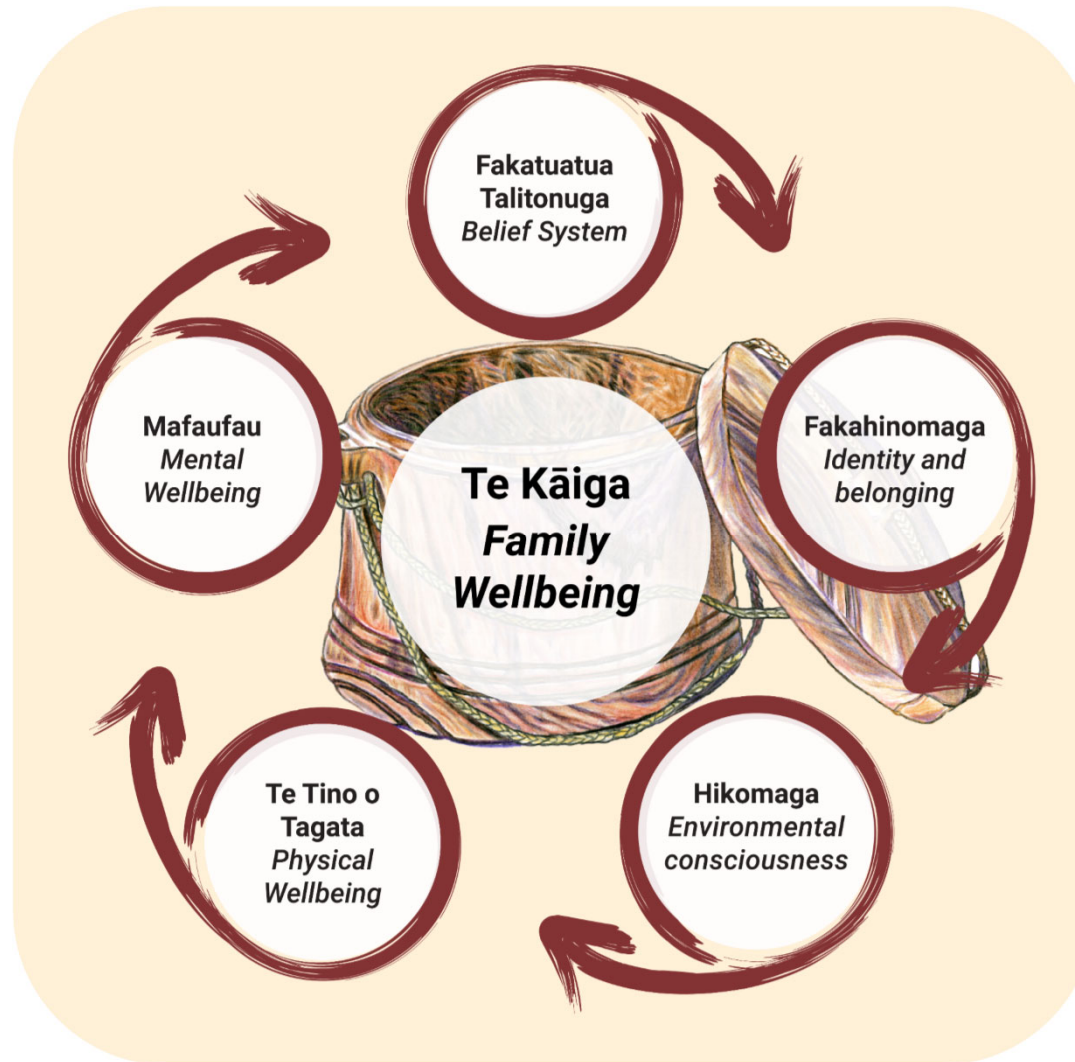 Fakatuatua
Talitonuga
Belief System
Fakahinomaga
Identity and
belonging
Hikomaga
Environmental
consciousness
Te Tino o
Tagata
Physical
Wellbeing
Mafaufau
Mental
Wellbeing
Te Kāiga
Family
Wellbeing